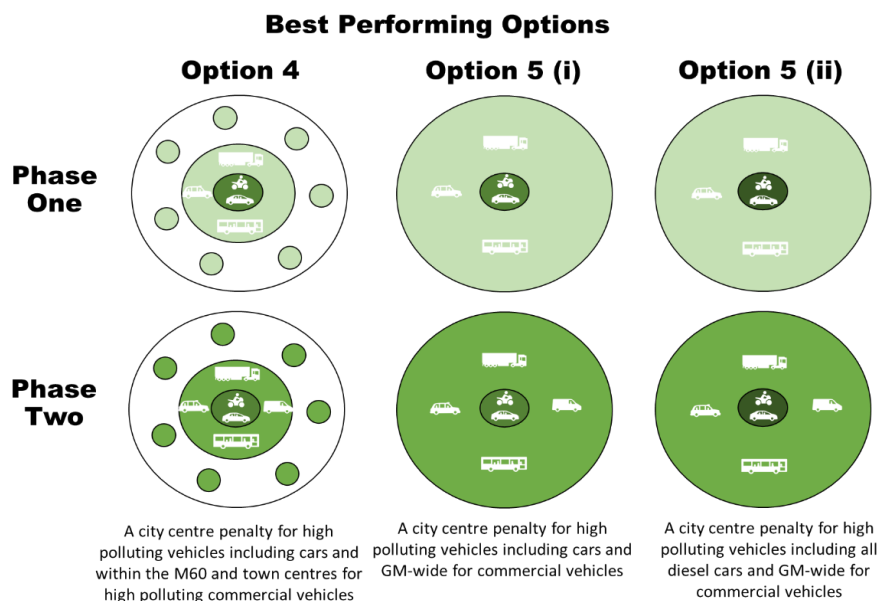 Best Performing Options
Option 4
Option 5 (i)
Option 5 (ii)
Phase
One
Phase
Two
A city centre penalty for high
polluting vehicles including cars and
within the M60 and town centres for
high polluting commercial vehicles
A city centre penalty for high
polluting vehicles including cars and
GM-wide for commercial vehicles
A city centre penalty for high
polluting vehicles including all
diesel cars and GM-wide for
commercial vehicles